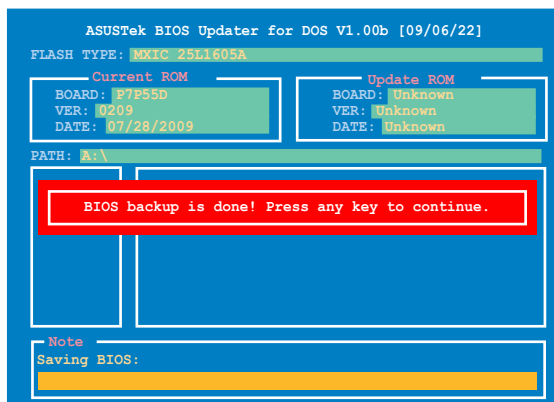 ASUSTek BIOS Updater for DOS V1.00b [09/06/22]
FLASH TYPE: MXIC 25L1605A
Current ROM
BOARD: P7P55D
VER: 0209
DATE: 07/28/2009
Update ROM
BOARD: Unknown
VER: Unknown
DATE: Unknown
PATH: A:\
BIOS backup is done! Press any key to continue.
Note
Saving BIOS: